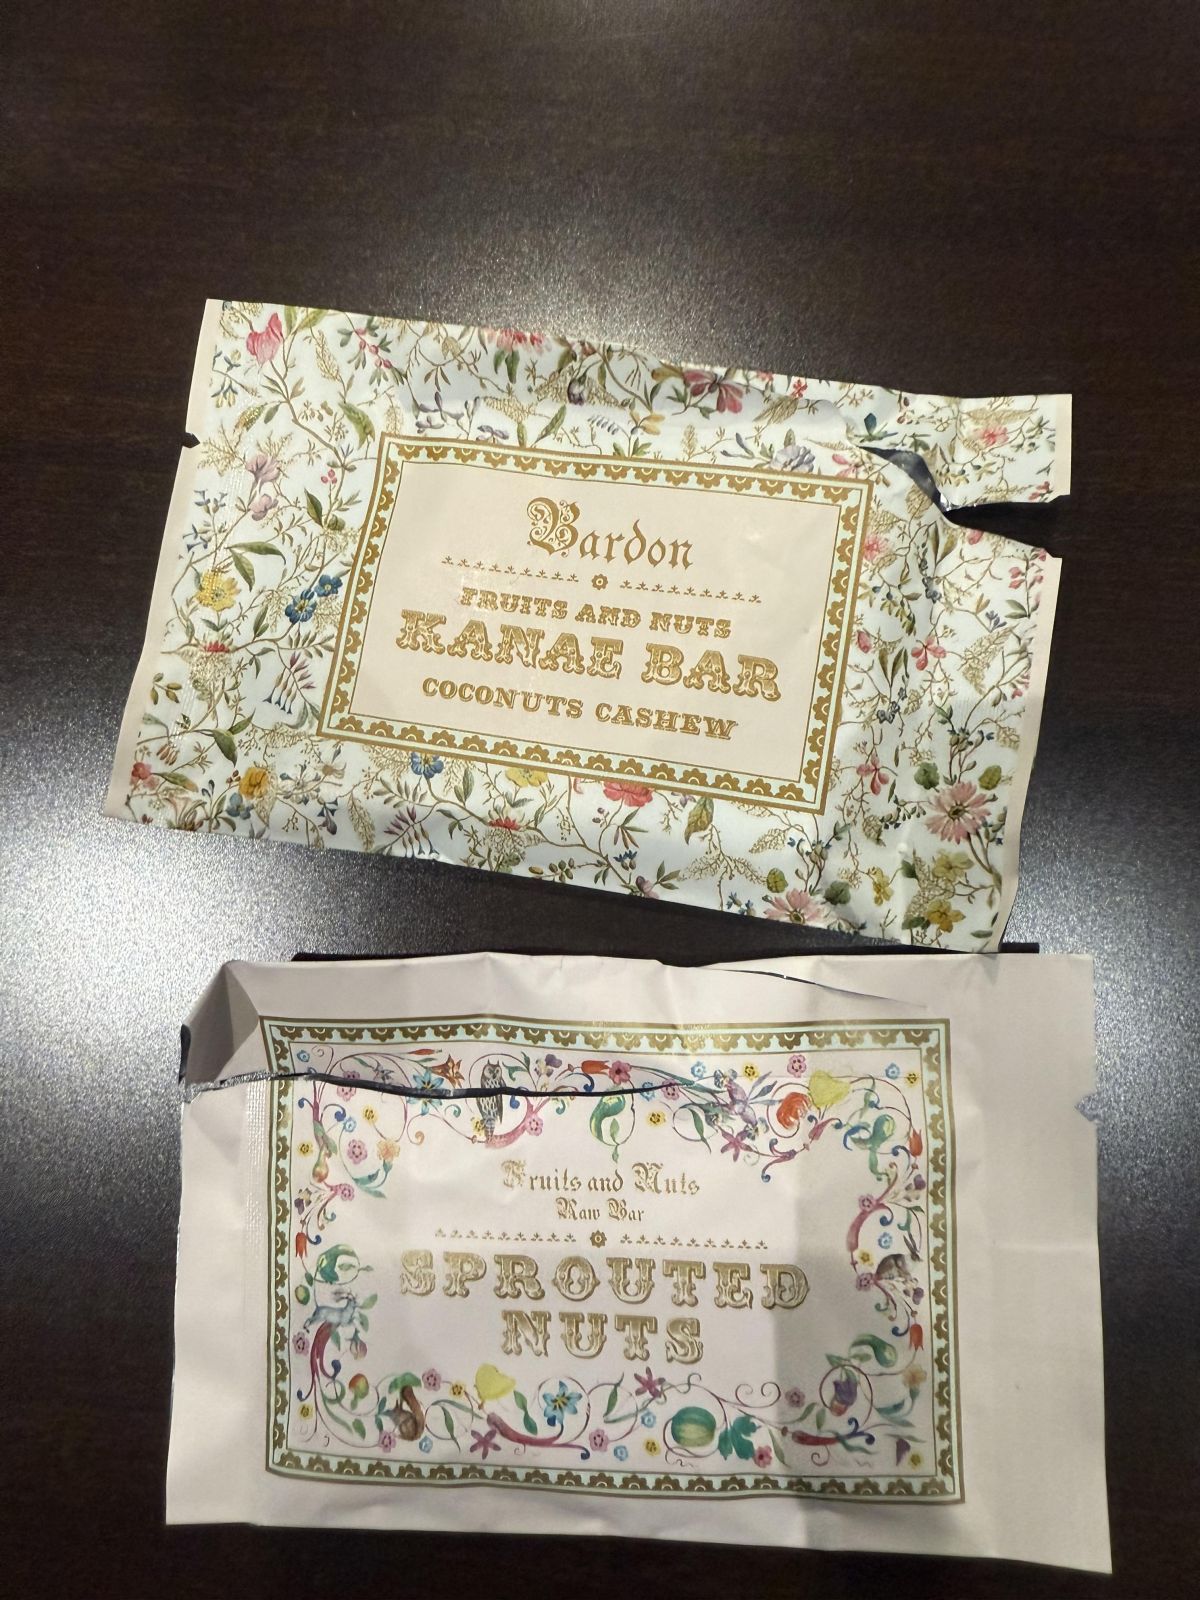 Bardon
FRUITS AND NUTS
KANAE BAR
COCONUTS CASHEW
Fruits and Nuts
Raw Bar
SPROUTED
NUTS